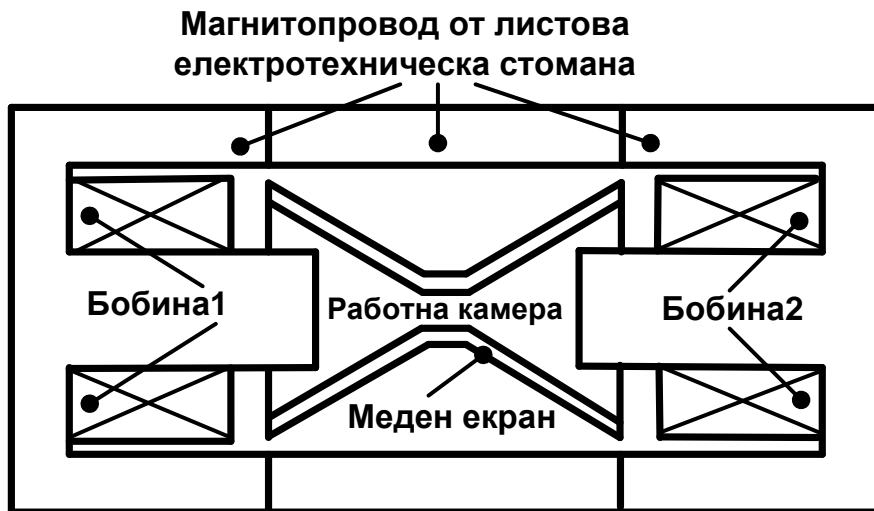 Магнитопровод от листова
електротехническа стомана
Бобина1
Работна камера
Бобина2
Меден екран